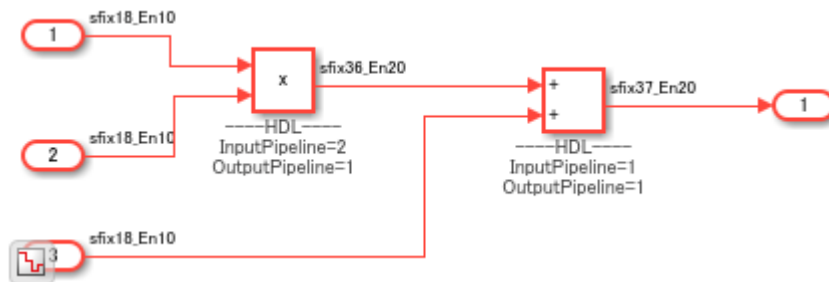 1
sfix18_En10
2
sfix18_En10
x
sfix36_En20
----HDL----
InputPipeline=2
OutputPipeline=1
3
sfix18_En10
+
+
sfix37_En20
----HDL----
InputPipeline=1
OutputPipeline=1
1